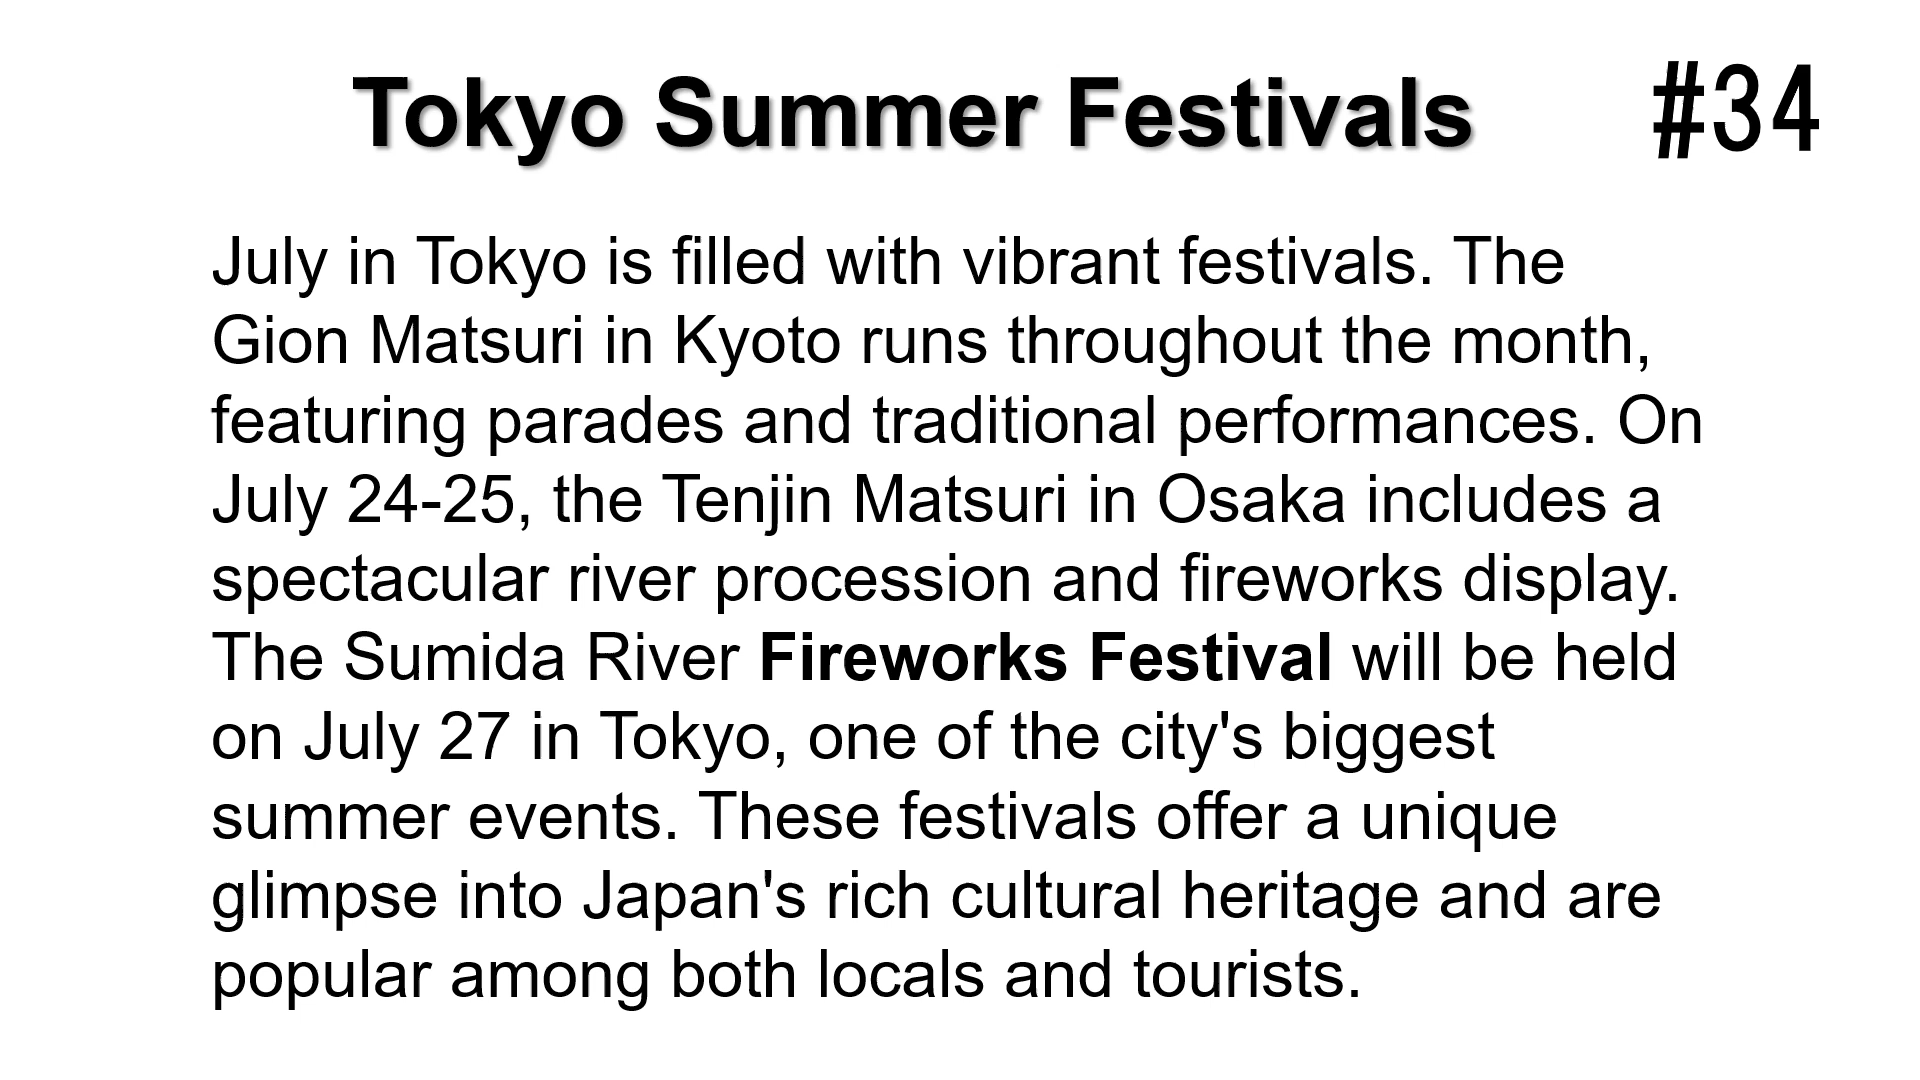 Tokyo Summer Festivals
#34
July in Tokyo is filled with vibrant festivals. The
Gion Matsuri in Kyoto runs throughout the month,
featuring parades and traditional performances. On
July 24-25, the Tenjin Matsuri in Osaka includes a
spectacular river procession and fireworks display.
The Sumida River Fireworks Festival will be held
on July 27 in Tokyo, one of the city's biggest
summer events. These festivals offer a unique
glimpse into Japan's rich cultural heritage and are
popular among both locals and tourists.